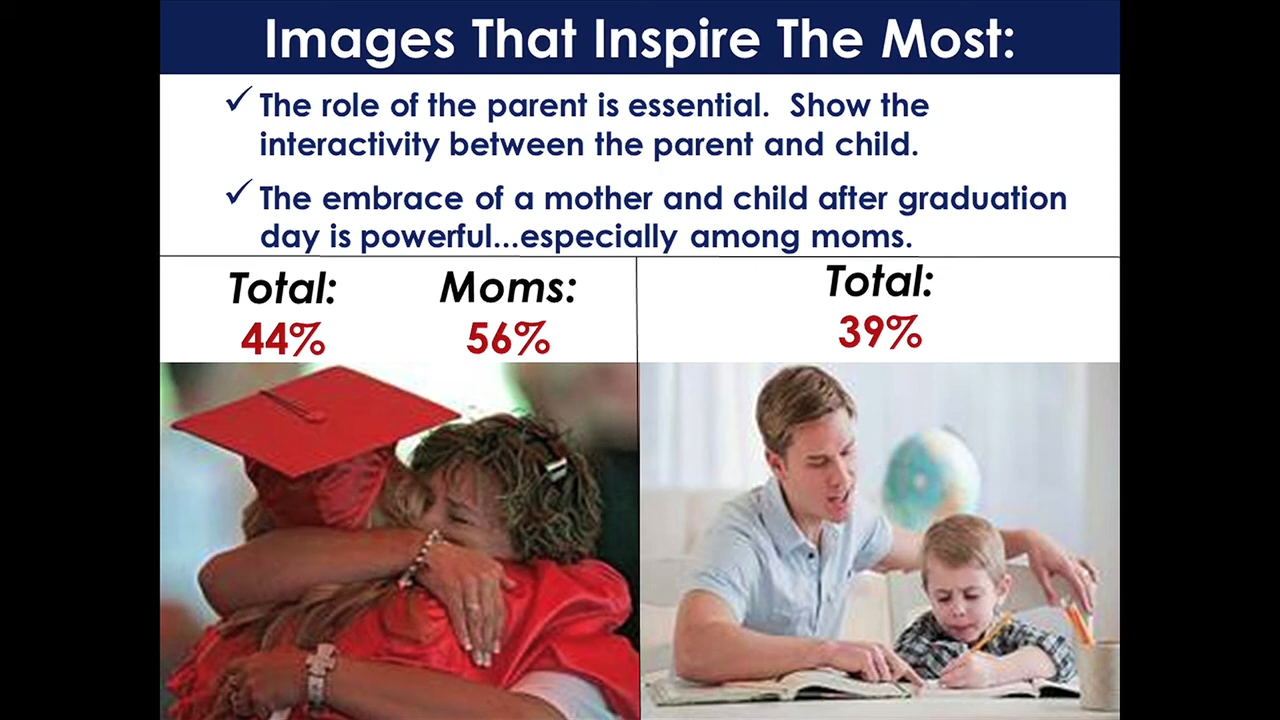 Images That Inspire The Most:
✓ The role of the parent is essential.  Show the
interactivity between the parent and child.
✓ The embrace of a mother and child after graduation
day is powerful...especially among moms.
Total:
44%
Moms:
56%
Total:
39%